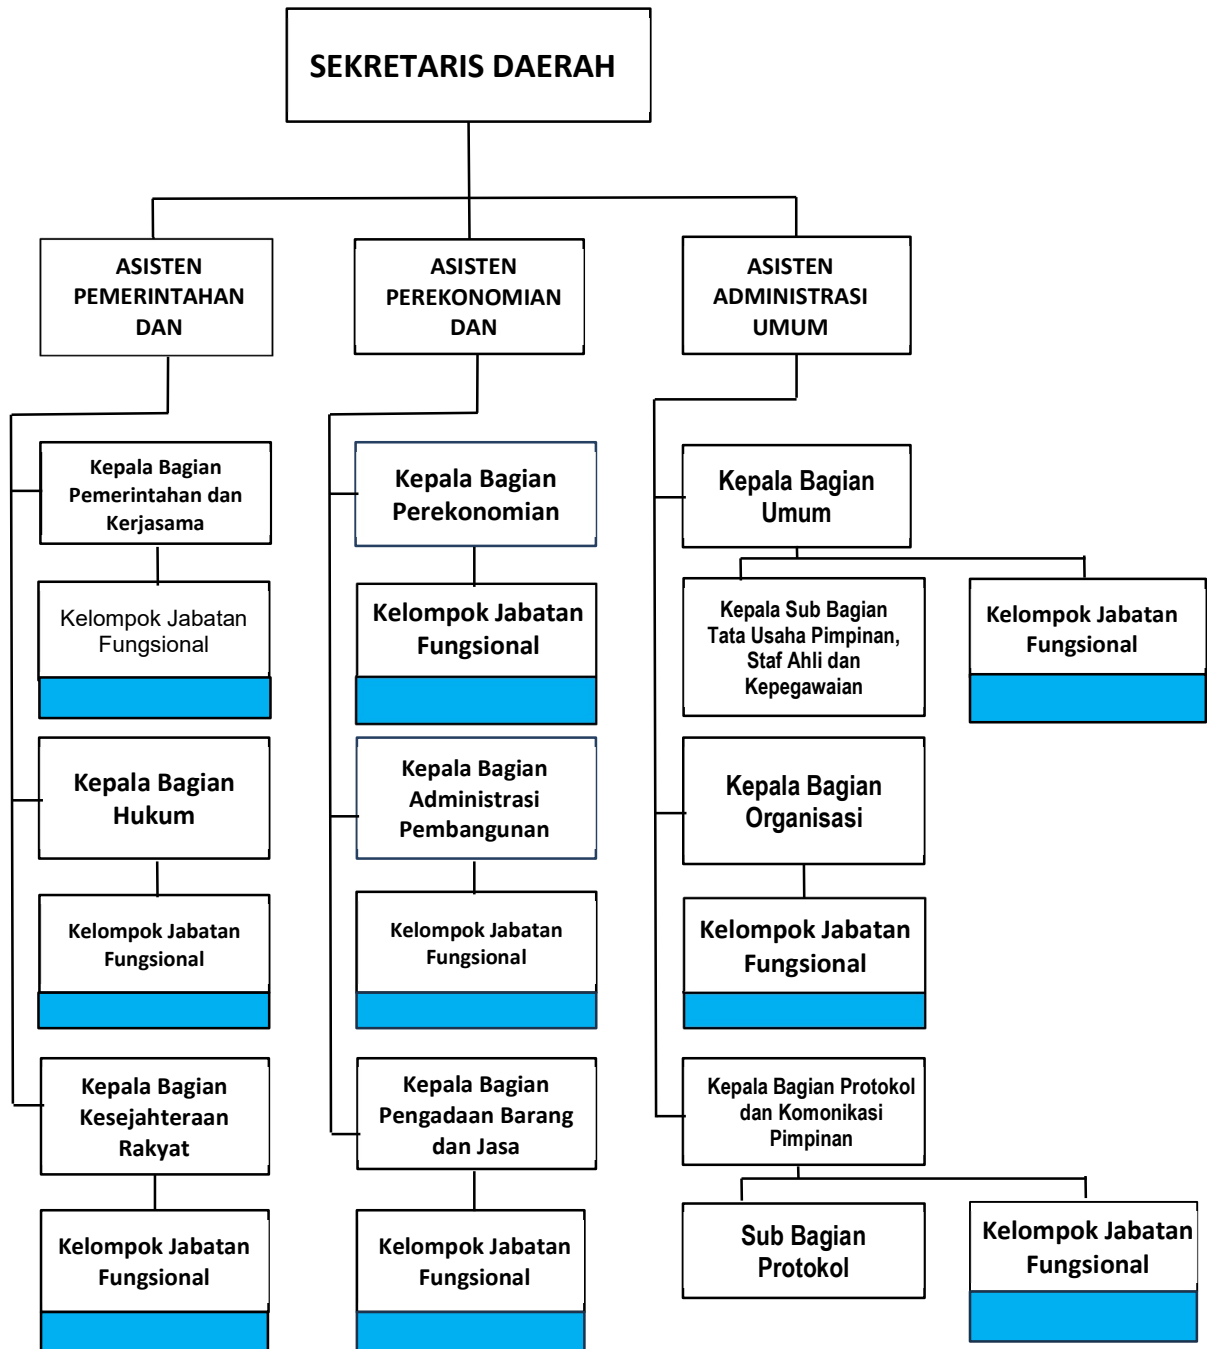 SEKRETARIS DAERAH
ASISTEN
PEMERINTAHAN
DAN
ASISTEN
PEREKONOMIAN
DAN
ASISTEN
ADMINISTRASI
UMUM
Kepala Bagian
Pemerintahan dan
Kerjasama
Kepala Bagian
Perekonomian
Kepala Bagian
Umum
Kelompok Jabatan
Fungsional
Kelompok Jabatan
Fungsional
Kepala Sub Bagian
Tata Usaha Pimpinan,
Staf Ahli dan
Kepegawaian
Kelompok Jabatan
Fungsional
Kepala Bagian
Hukum
Kepala Bagian
Administrasi
Pembangunan
Kepala Bagian
Organisasi
Kelompok Jabatan
Fungsional
Kelompok Jabatan
Fungsional
Kelompok Jabatan
Fungsional
Kepala Bagian
Kesejahteraan
Rakyat
Kepala Bagian
Pengadaan Barang
dan Jasa
Kepala Bagian Protokol
dan Komonikasi
Pimpinan
Kelompok Jabatan
Fungsional
Kelompok Jabatan
Fungsional
Sub Bagian
Protokol
Kelompok Jabatan
Fungsional